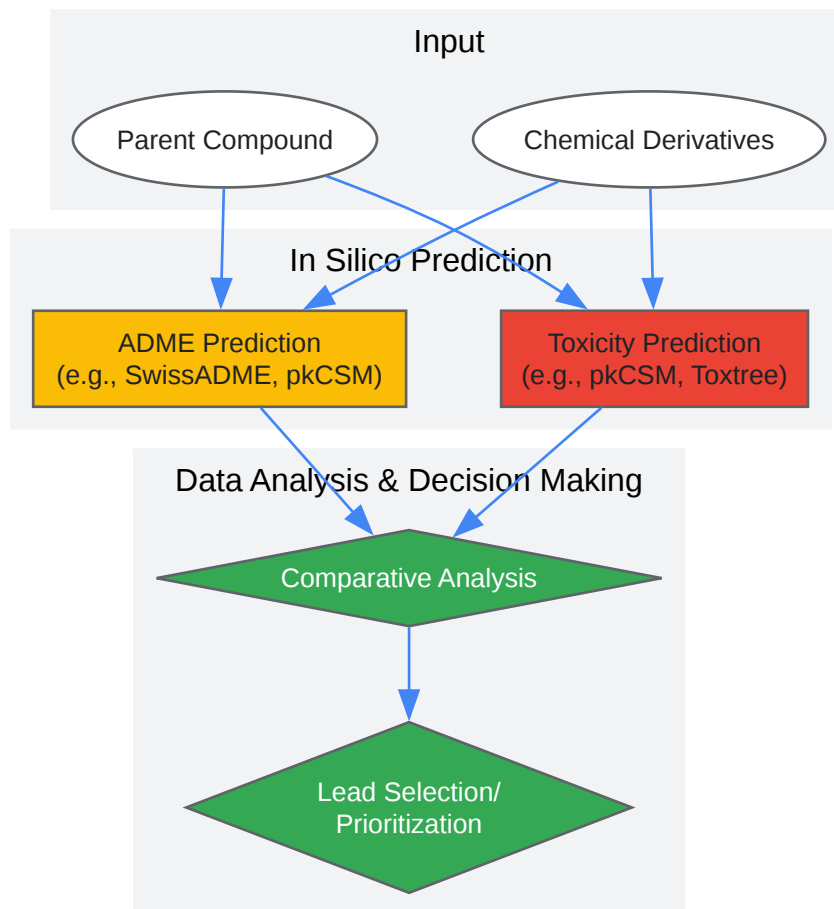 Input
Parent Compound
Chemical Derivatives
In Silico Prediction
ADME Prediction
(e.g., SwissADME, pkCSM)
Toxicity Prediction
(e.g., pkCSM, Toxtree)
Data Analysis & Decision Making
Comparative Analysis
Lead Selection/
Prioritization